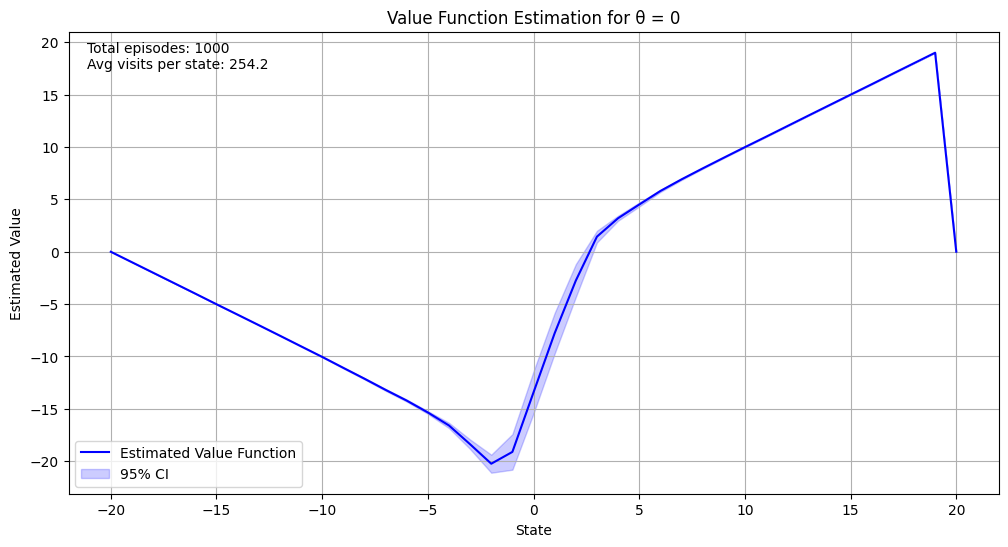 Value Function Estimation for θ = 0
Total episodes: 1000
Avg visits per state: 254.2
20
15
10
5
0
−5
−10
−15
−20
Estimated Value
Estimated Value Function
95% CI
−20
−15
−10
−5
0
5
10
15
20
State